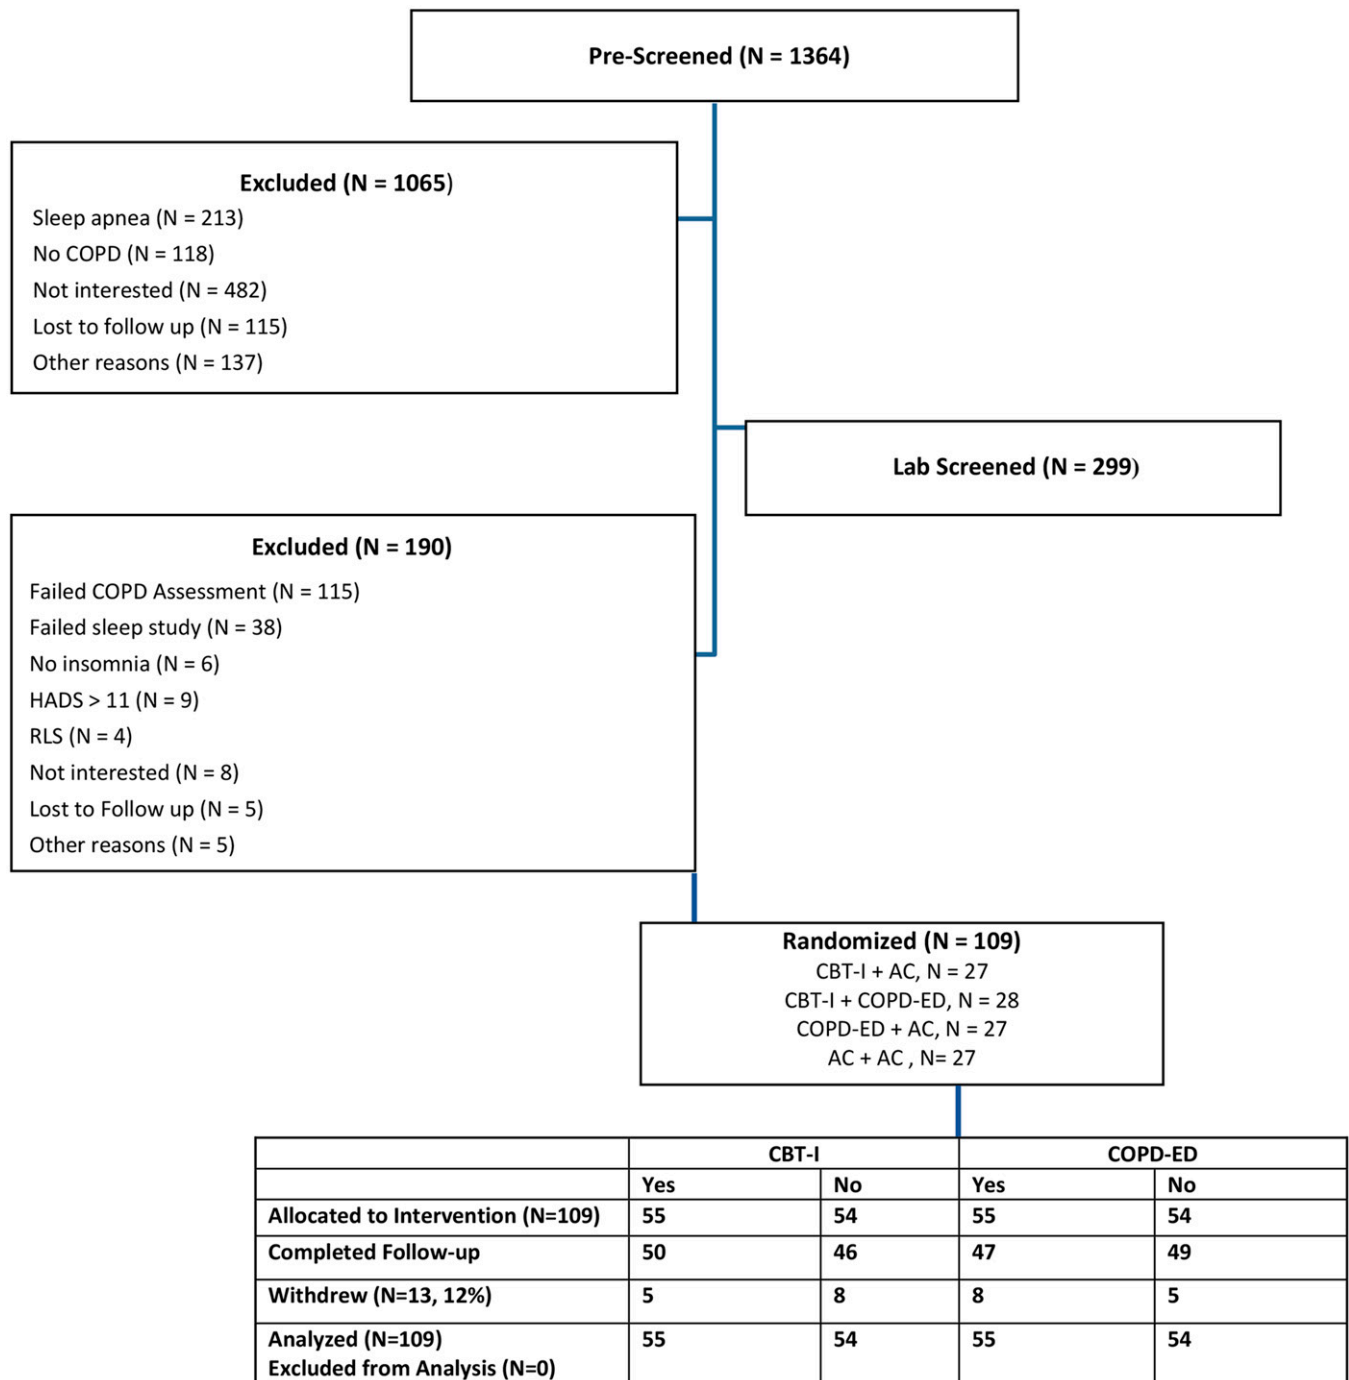 Pre-Screened (N = 1364)
Excluded (N = 1065)
Sleep apnea (N = 213)
No COPD (N = 118)
Not interested (N = 482)
Lost to follow up (N = 115)
Other reasons (N = 137)
Lab Screened (N = 299)
Excluded (N = 190)
Failed COPD Assessment (N = 115)
Failed sleep study (N = 38)
No insomnia (N = 6)
HADS > 11 (N = 9)
RLS (N = 4)
Not interested (N = 8)
Lost to Follow up (N = 5)
Other reasons (N = 5)
Randomized (N = 109)
CBT-I + AC, N = 27
CBT-I + COPD-ED, N = 28
COPD-ED + AC, N = 27
AC + AC , N= 27
CBT-I COPD-ED
Yes No Yes No
Allocated to Intervention (N=109) 55 54 55 54
Completed Follow-up 50 46 47 49
Withdrew (N=13, 12%) 5 8 8 5
Analyzed (N=109) 55 54 55 54
Excluded from Analysis (N=0)